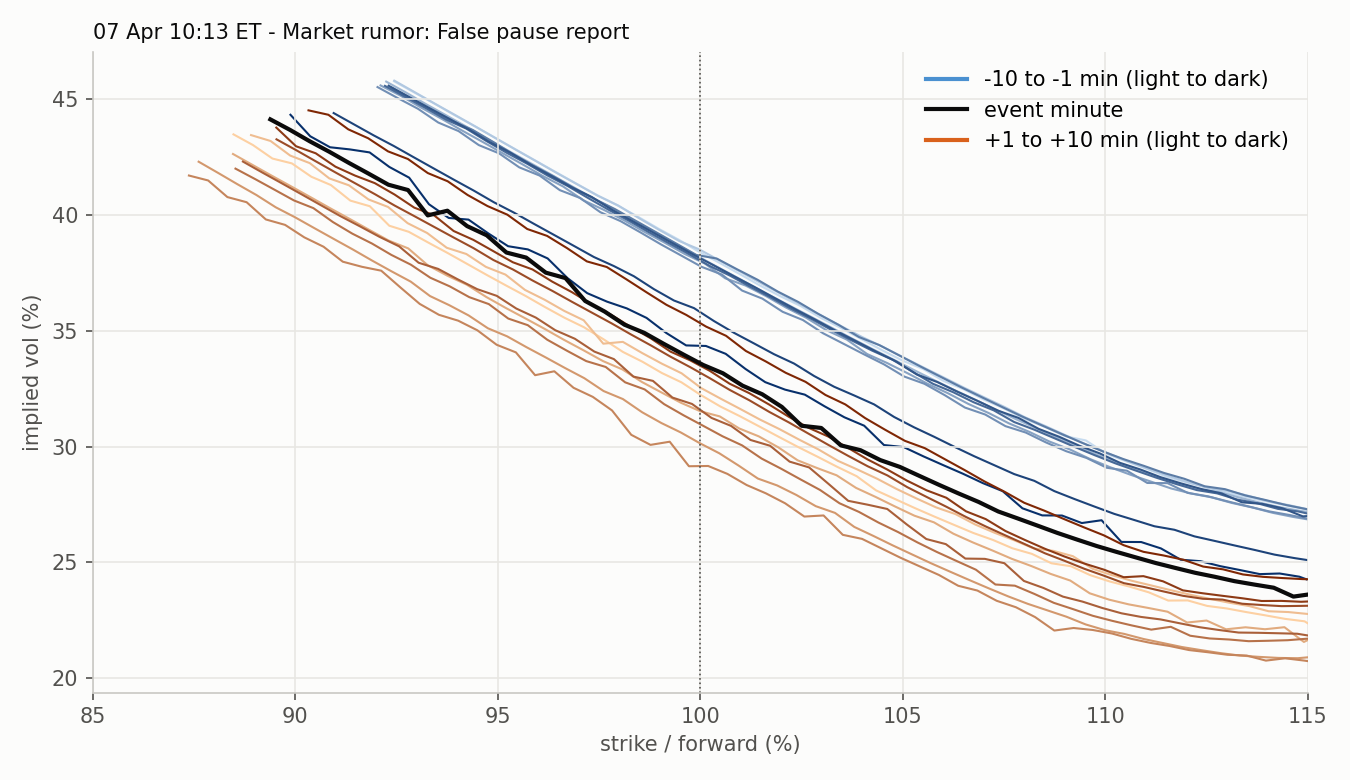 07 Apr 10:13 ET - Market rumor: False pause report
-10 to -1 min (light to dark)
event minute
+1 to +10 min (light to dark)
implied vol (%)
45
40
35
30
25
20
85 90 95 100 105 110 115
strike / forward (%)